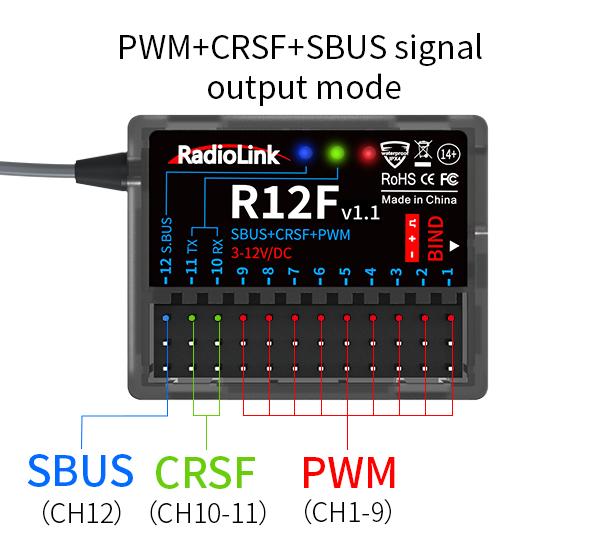 PWM+CRSF+SBUS signal
output mode
RadioLink
waterproof
IPX4
14+
RoHS CE FC
Made in China
R12F v1.1
SBUS+CRSF+PWM
3-12V/DC
BIND
- + 
-12 S.BUS
-11 TX
-10 RX
-9
-8
-7
-6
-5
-4
-3
-2
-1
SBUS CRSF PWM
(CH12) (CH10-11) (CH1-9)